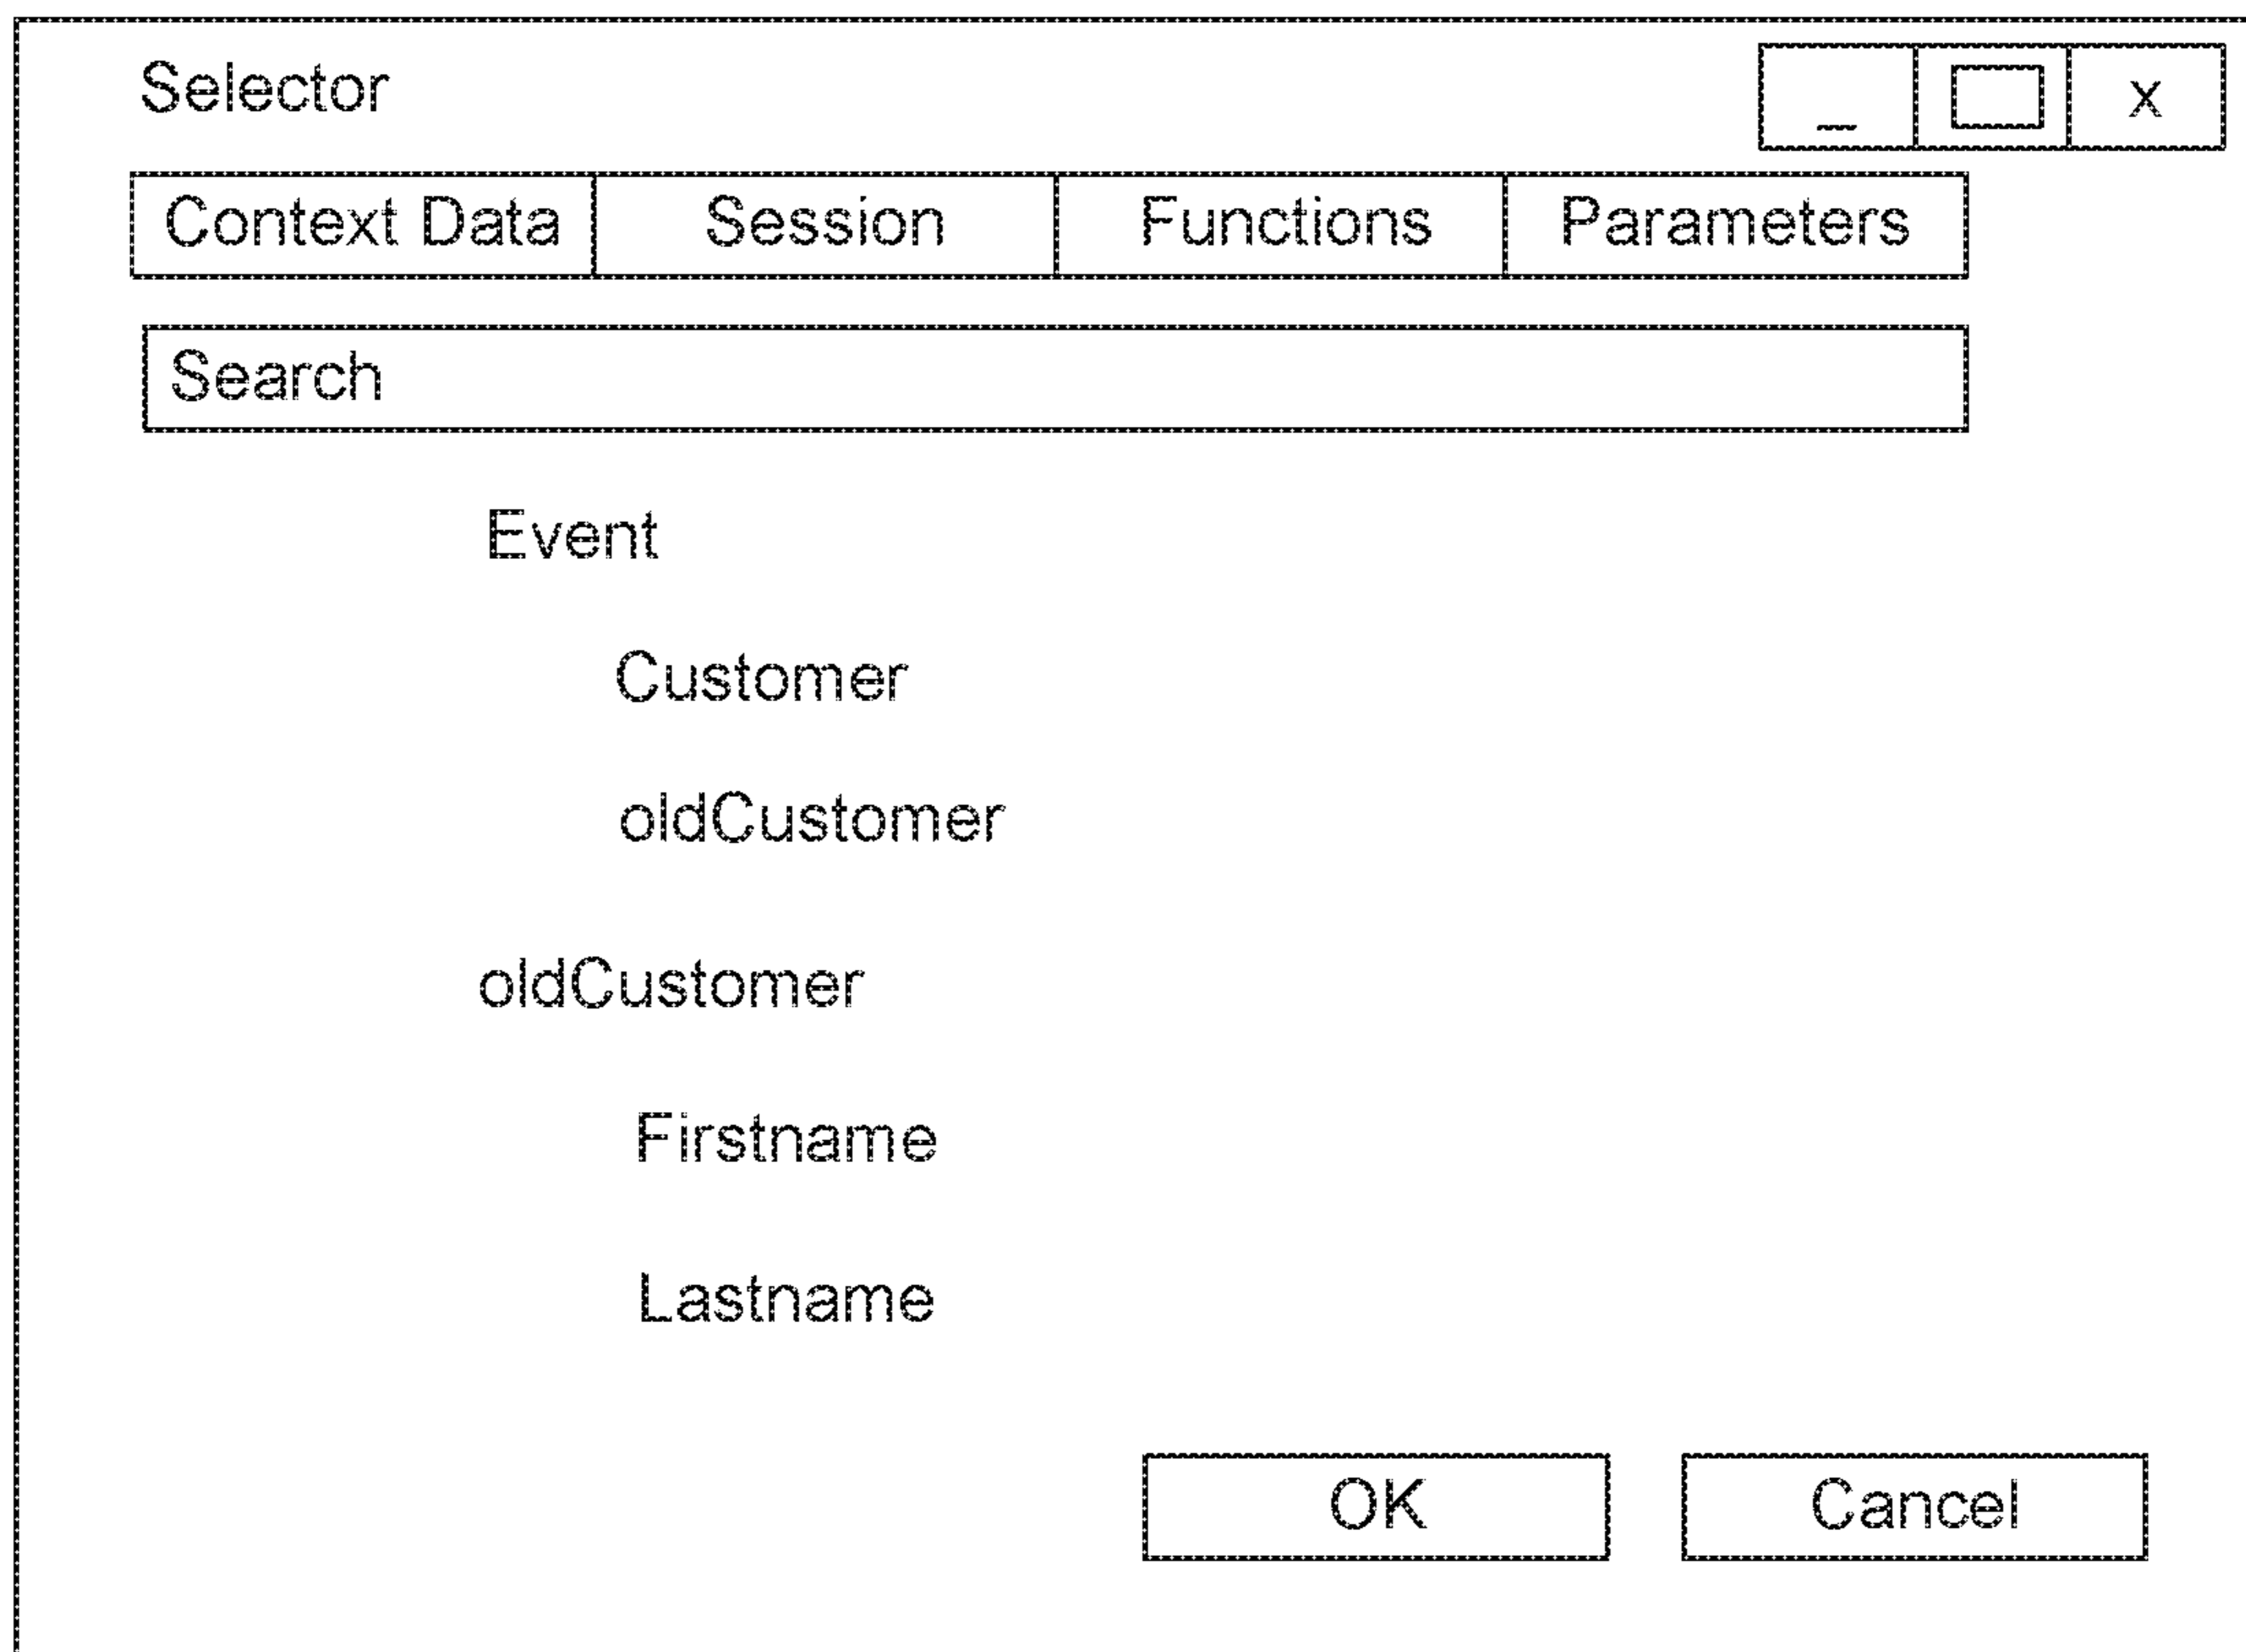 Selector _ x
Context Data Session Functions Parameters
Search
Event
Customer
oldCustomer
oldCustomer
Firstname
Lastname
OK Cancel